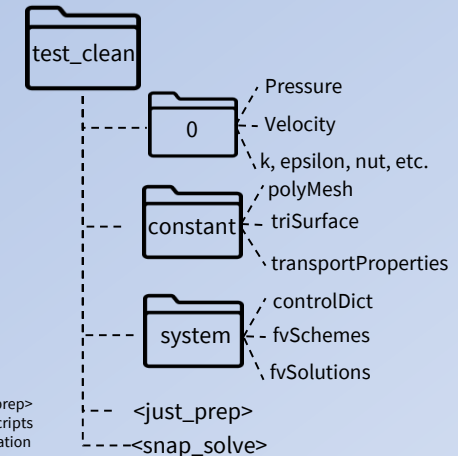 test_clean
0
Pressure
Velocity
k, epsilon, nut, etc.
constant
polyMesh
triSurface
transportProperties
system
controlDict
fvSchemes
fvSolutions
prep>
cripts
ation
<just_prep>
<snap_solve>